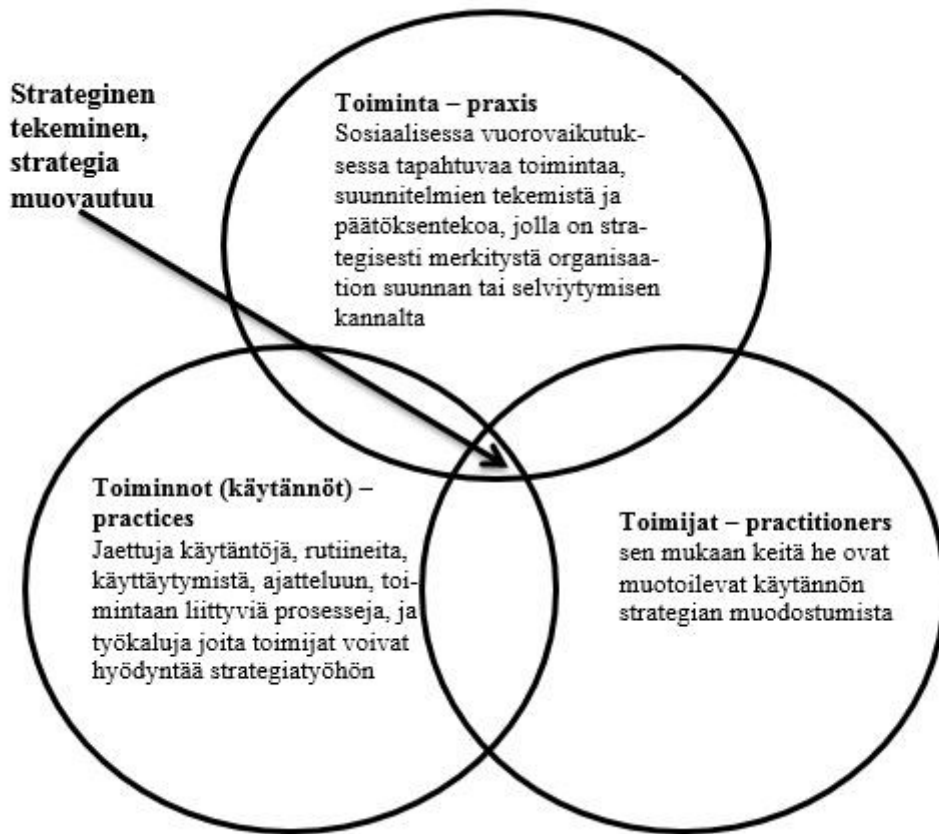 Strateginen
tekeminen,
strategia
muovautuu
Toiminta – praxis
Sosiaalisessa vuorovaikutuk-
sessa tapahtuvaa toimintaa,
suunnitelmien tekemistä ja
päätöksentekoa, jolla on stra-
tegisesti merkitystä organisaa-
tion suunnan tai selviytymisen
kannalta
Toiminnot (käytännöt) –
practices
Jaettuja käytäntöjä, rutiineita,
käyttäytymistä, ajatteluun, toi-
mintaan liittyviä prosesseja, ja
työkaluja joita toimijat voivat
hyödyntää strategiatyöhön
Toimijat – practitioners
sen mukaan keitä he ovat
muotoilevat käytännön
strategian muodostumista